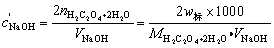 c'NaOH = 2nH₂C₂O₄•2H₂O / VNaOH = 2w标×1000 / MH₂C₂O₄•2H₂O•VNaOH